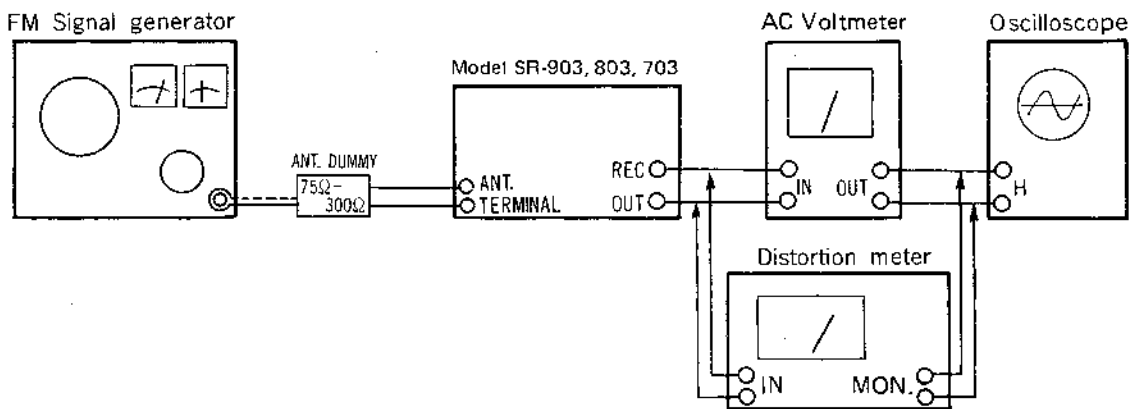 FM Signal generator
AC Voltmeter
Oscilloscope
Model SR-903, 803, 703
ANT. DUMMY
75Ω-
300Ω
ANT.
TERMINAL
REC
OUT
IN
OUT
H
Distortion meter
IN
MON.